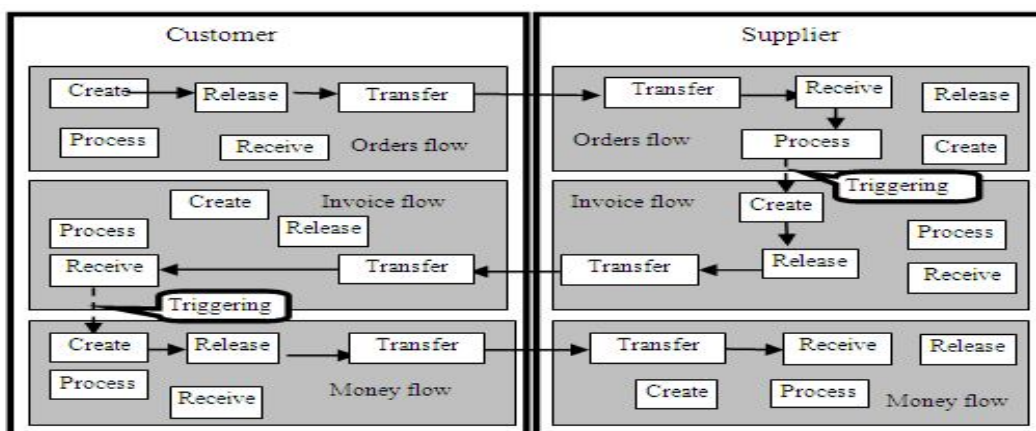 Customer
Create
Release
Transfer
Process
Receive
Orders flow
Create
Invoice flow
Release
Process
Receive
Transfer
Triggering
Create
Release
Transfer
Process
Receive
Money flow
Supplier
Transfer
Receive
Release
Orders flow
Process
Create
Triggering
Invoice flow
Create
Process
Transfer
Release
Receive
Transfer
Receive
Release
Create
Process
Money flow